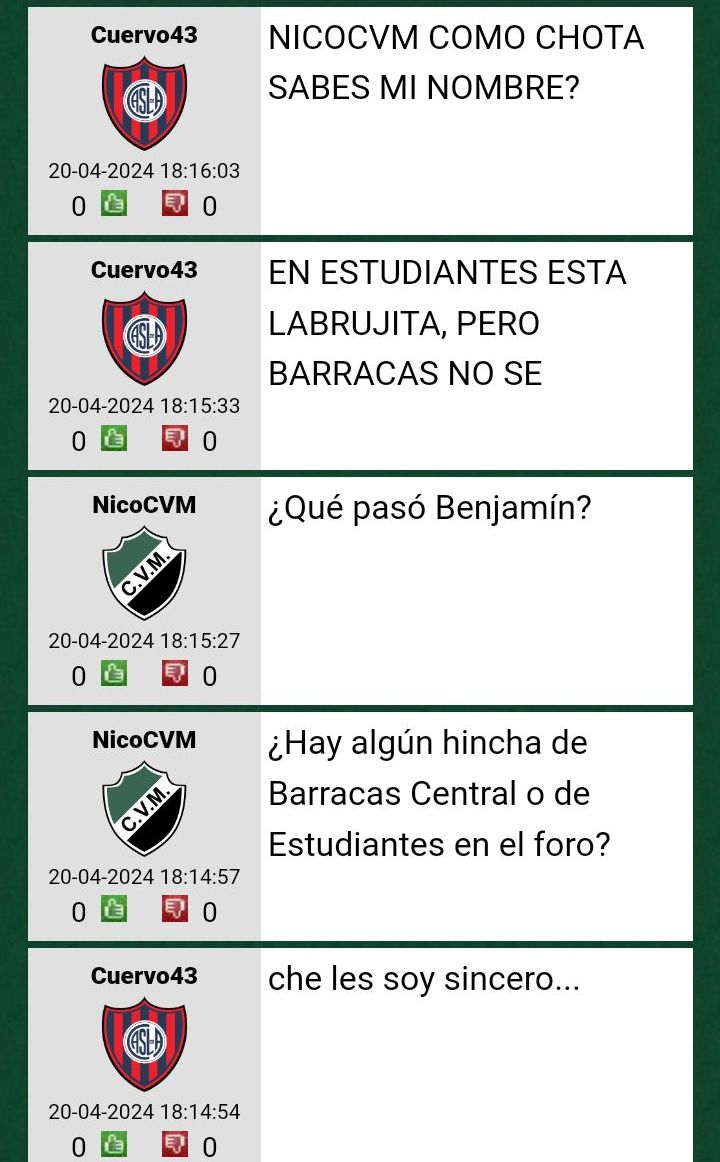 Cuervo43
CASLA
20-04-2024 18:16:03
0 0
NICOCVM COMO CHOTA
SABES MI NOMBRE?
Cuervo43
CASLA
20-04-2024 18:15:33
0 0
EN ESTUDIANTES ESTA
LABRUJITA, PERO
BARRACAS NO SE
NicoCVM
C.V.M.
20-04-2024 18:15:27
0 0
¿Qué pasó Benjamín?
NicoCVM
C.V.M.
20-04-2024 18:14:57
0 0
¿Hay algún hincha de
Barracas Central o de
Estudiantes en el foro?
Cuervo43
CASLA
20-04-2024 18:14:54
0 0
che les soy sincero...